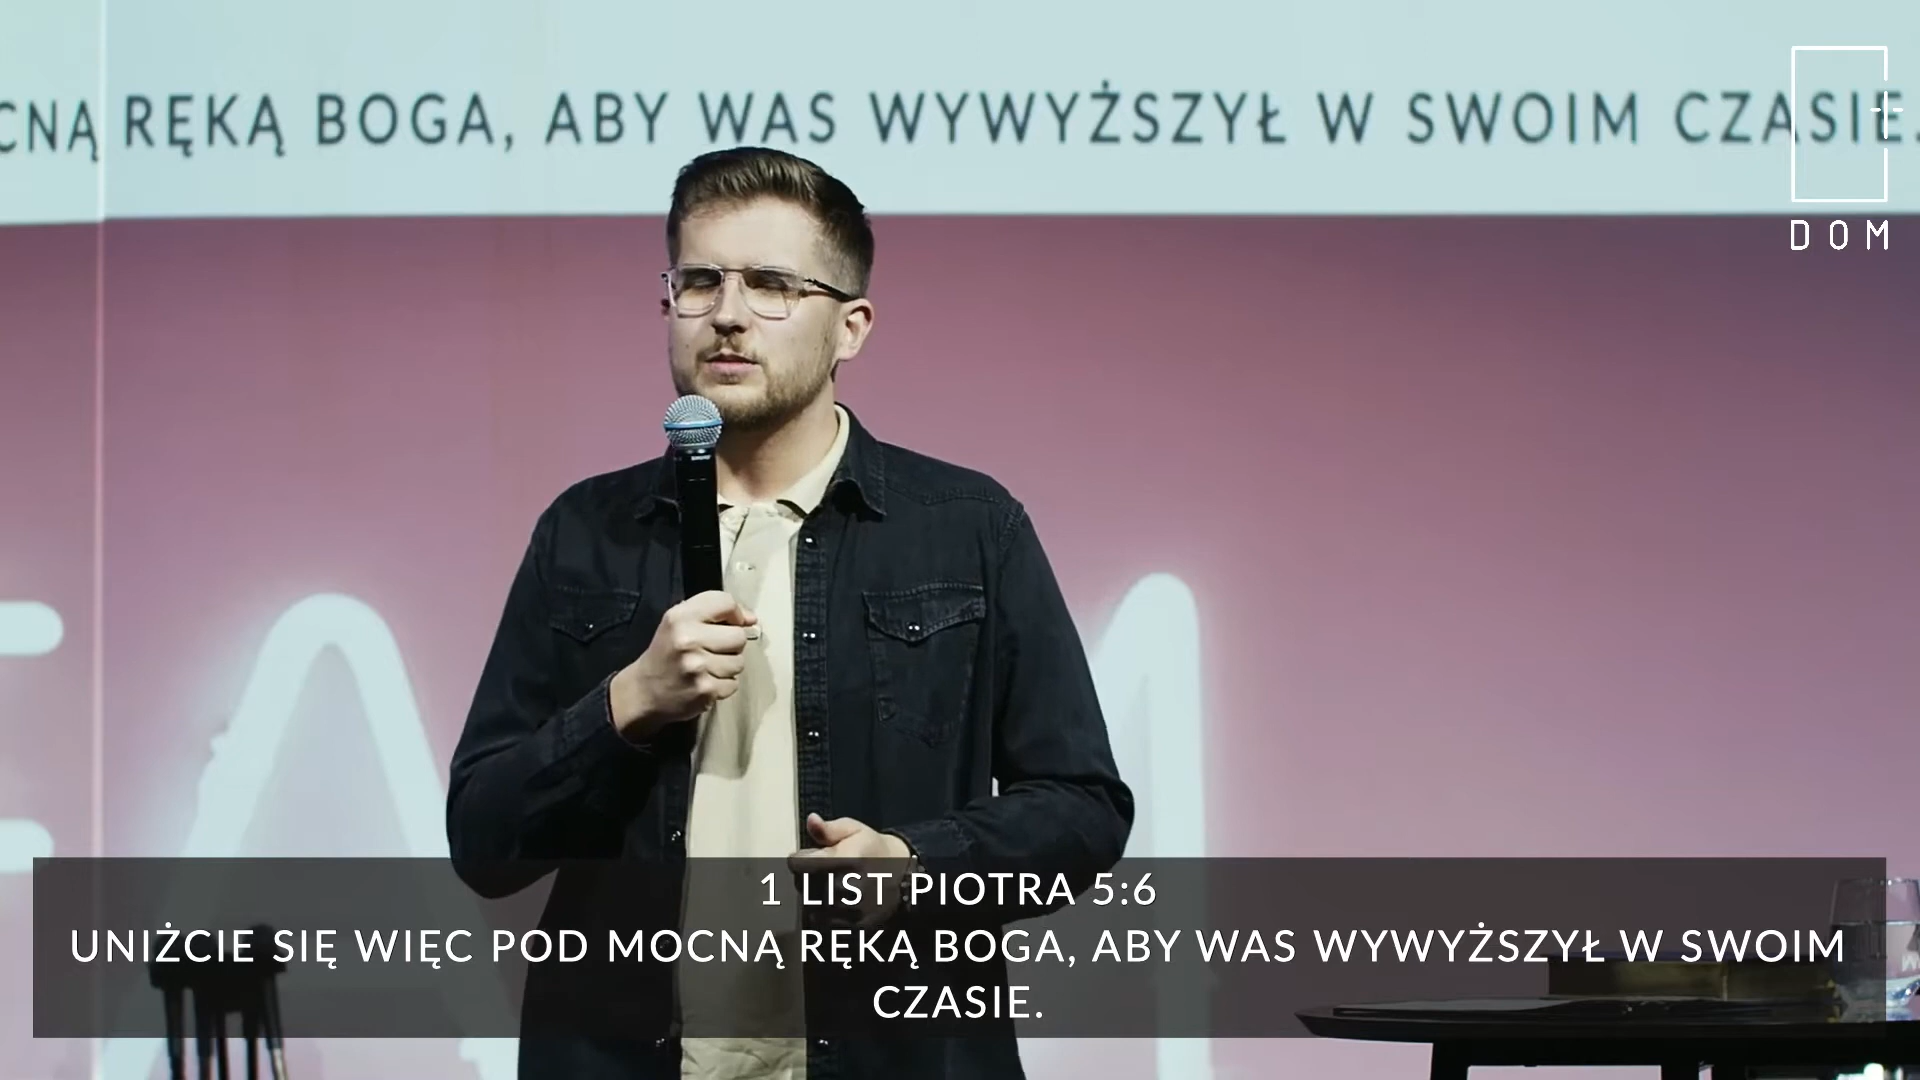 CNĄ RĘKĄ BOGA, ABY WAS WYWYŻSZYŁ W SWOIM CZASIE.
DOM
1 LIST PIOTRA 5:6
UNIŻCIE SIĘ WIĘC POD MOCNĄ RĘKĄ BOGA, ABY WAS WYWYŻSZYŁ W SWOIM
CZASIE.